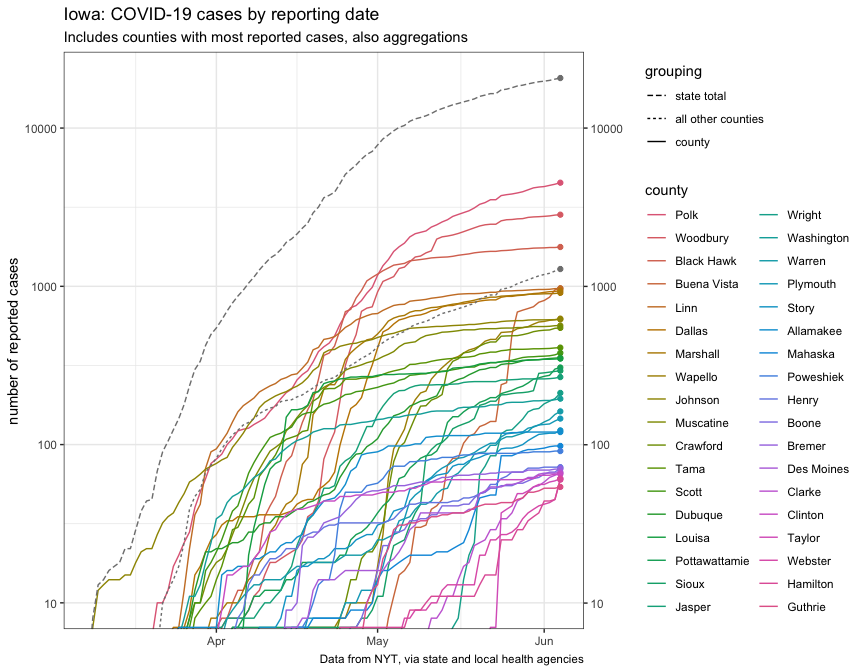 Iowa: COVID-19 cases by reporting date
Includes counties with most reported cases, also aggregations
number of reported cases
10000
1000
100
10
10000
1000
100
10
Apr
May
Jun
Data from NYT, via state and local health agencies
grouping
state total
all other counties
county
county
Polk
Woodbury
Black Hawk
Buena Vista
Linn
Dallas
Marshall
Wapello
Johnson
Muscatine
Crawford
Tama
Scott
Dubuque
Louisa
Pottawattamie
Sioux
Jasper
Wright
Washington
Warren
Plymouth
Story
Allamakee
Mahaska
Poweshiek
Henry
Boone
Bremer
Des Moines
Clarke
Clinton
Taylor
Webster
Hamilton
Guthrie